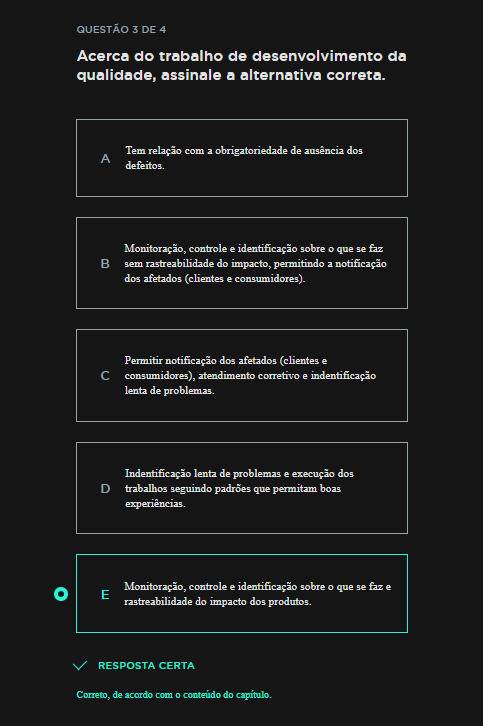 QUESTÃO 3 DE 4
Acerca do trabalho de desenvolvimento da
qualidade, assinale a alternativa correta.
A
Tem relação com a obrigatoriedade de ausência dos
defeitos.
B
Monitoração, controle e identificação sobre o que se faz
sem rastreabilidade do impacto, permitindo a notificação
dos afetados (clientes e consumidores).
C
Permitir notificação dos afetados (clientes e
consumidores), atendimento corretivo e indentificação
lenta de problemas.
D
Indentificação lenta de problemas e execução dos
trabalhos seguindo padrões que permitam boas
experiências.
E
Monitoração, controle e identificação sobre o que se faz e
rastreabilidade do impacto dos produtos.
RESPOSTA CERTA
Correto, de acordo com o conteúdo do capítulo.